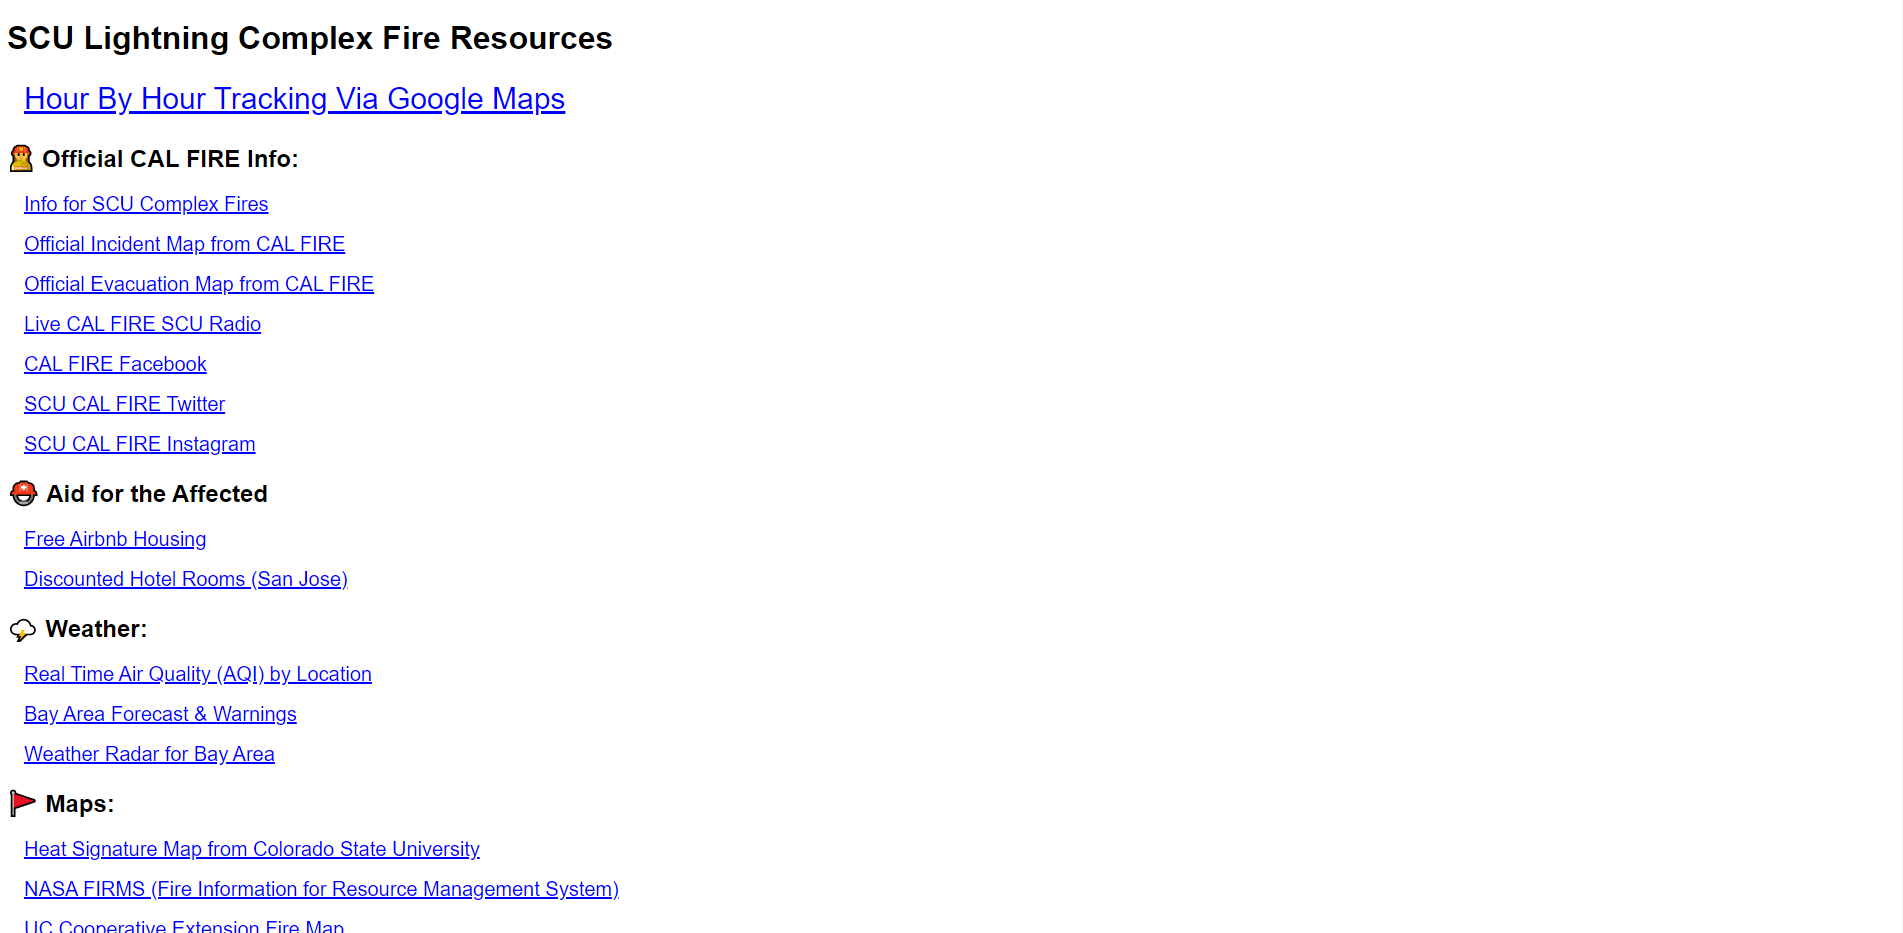 SCU Lightning Complex Fire Resources
Hour By Hour Tracking Via Google Maps
Official CAL FIRE Info:
Info for SCU Complex Fires
Official Incident Map from CAL FIRE
Official Evacuation Map from CAL FIRE
Live CAL FIRE SCU Radio
CAL FIRE Facebook
SCU CAL FIRE Twitter
SCU CAL FIRE Instagram
Aid for the Affected
Free Airbnb Housing
Discounted Hotel Rooms (San Jose)
Weather:
Real Time Air Quality (AQI) by Location
Bay Area Forecast & Warnings
Weather Radar for Bay Area
Maps:
Heat Signature Map from Colorado State University
NASA FIRMS (Fire Information for Resource Management System)
UC Cooperative Extension Fire Map